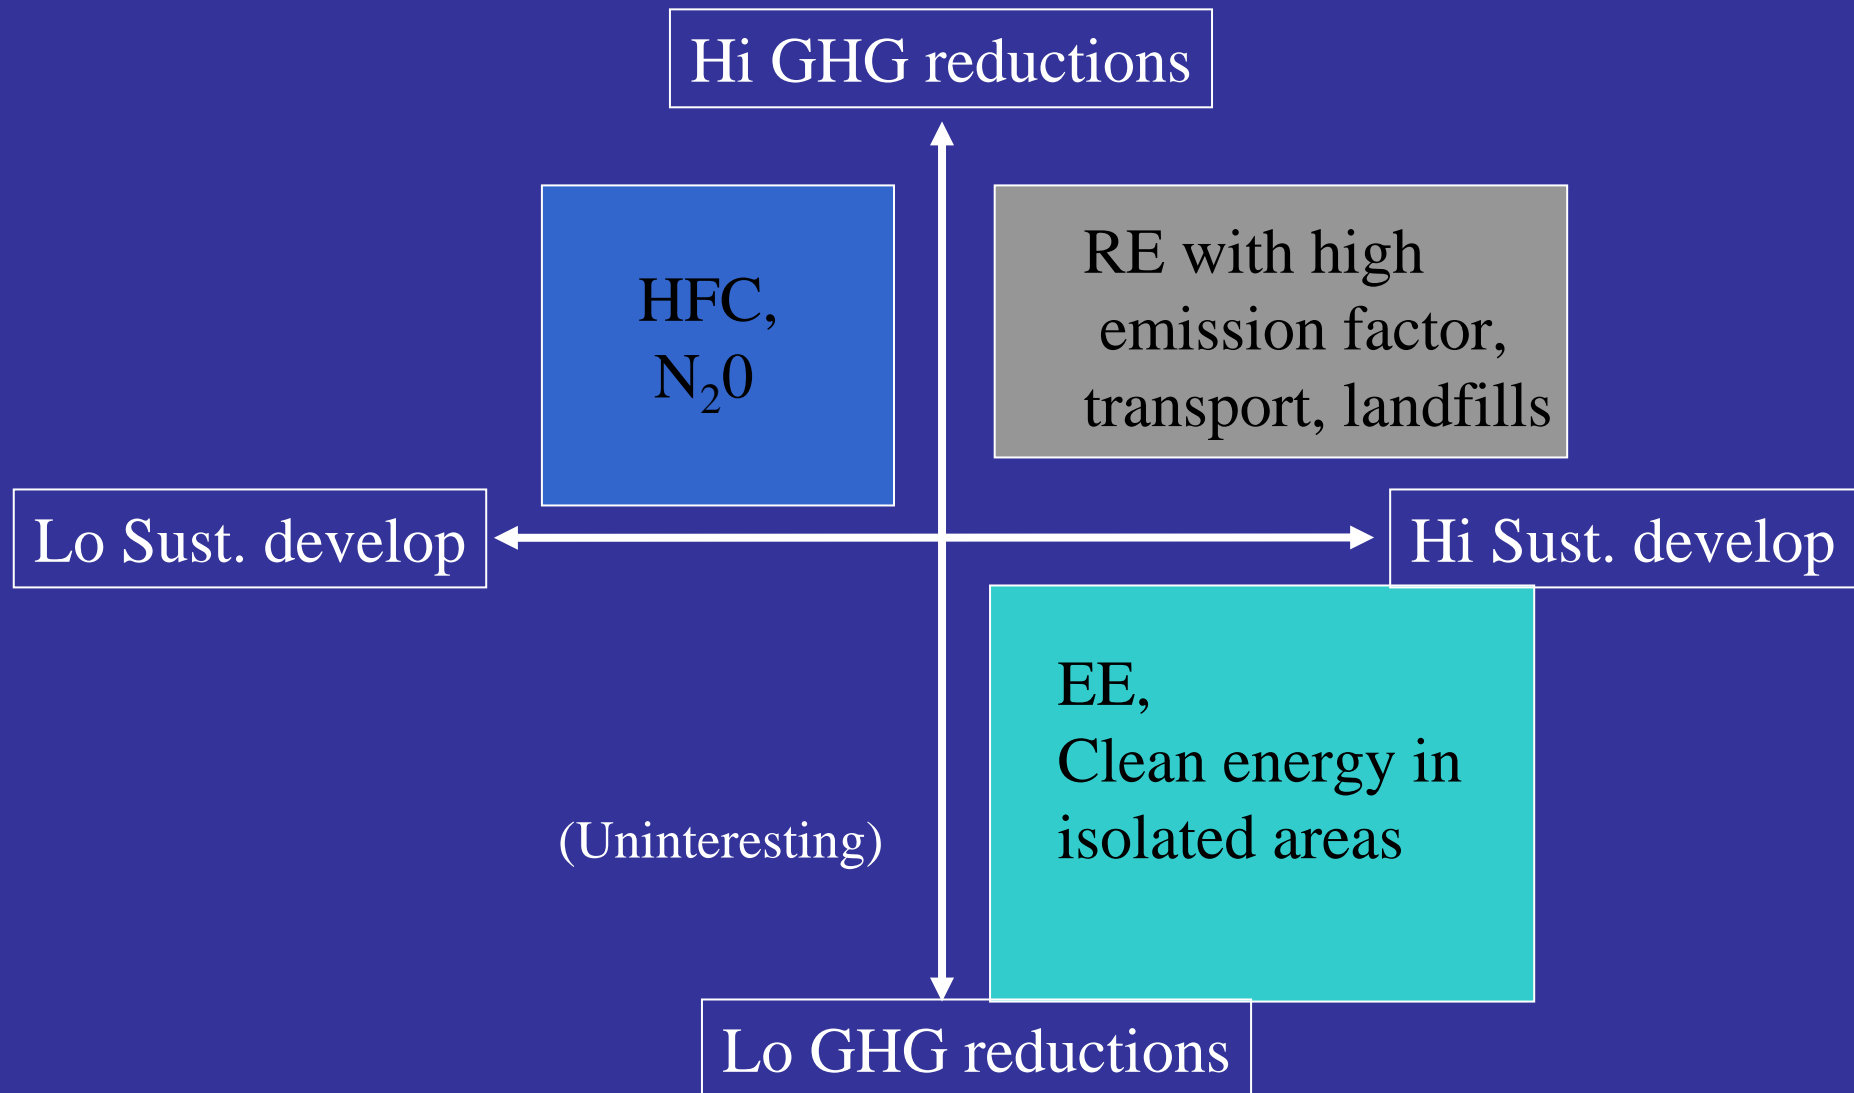 Hi GHG reductions
HFC,
N₂0
RE with high
emission factor,
transport, landfills
Lo Sust. develop
Hi Sust. develop
EE,
Clean energy in
isolated areas
(Uninteresting)
Lo GHG reductions